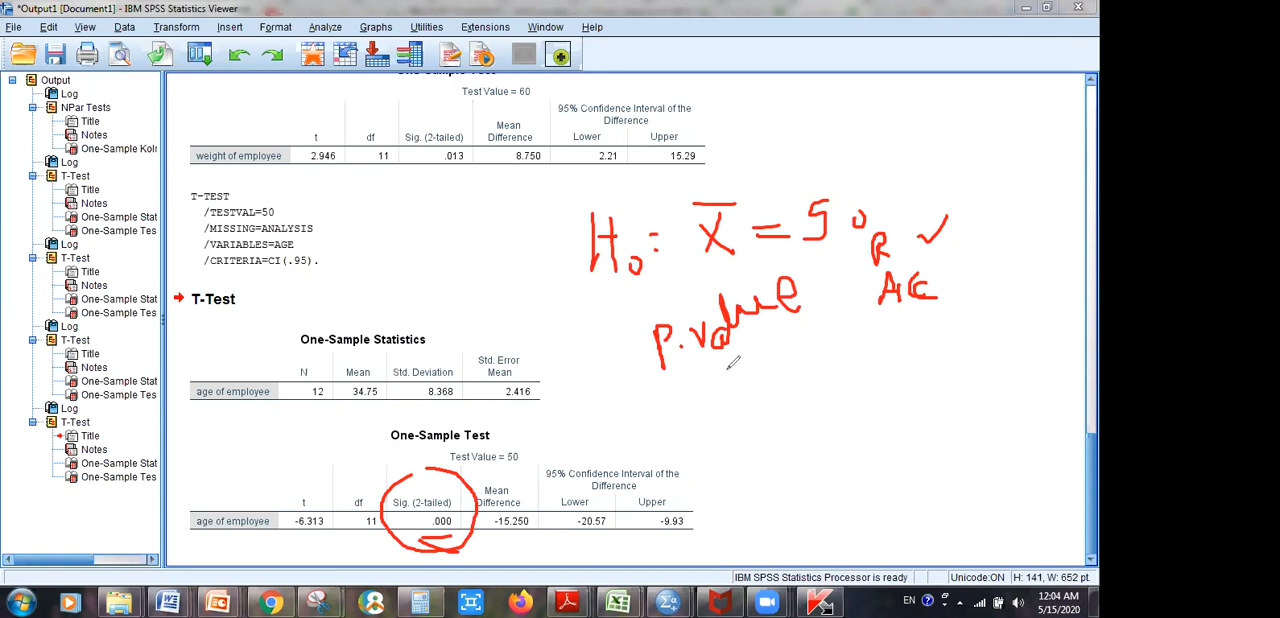 *Output1 [Document1] - IBM SPSS Statistics Viewer
File Edit View Data Transform Insert Format Analyze Graphs Utilities Extensions Window Help
Output
Log
NPar Tests
Title
Notes
One-Sample Kolr
Log
T-Test
Title
Notes
One-Sample Stat
One-Sample Tes
Log
T-Test
Title
Notes
One-Sample Stat
One-Sample Tes
Log
T-Test
Title
Notes
One-Sample Stat
One-Sample Tes
Log
T-Test
Title
Notes
One-Sample Stat
One-Sample Tes
One-Sample Test
Test Value = 60
95% Confidence Interval of the
Difference
t df Sig. (2-tailed) Mean
Difference Lower Upper
weight of employee 2.946 11 .013 8.750 2.21 15.29
T-TEST
/TESTVAL=50
/MISSING=ANALYSIS
/VARIABLES=AGE
/CRITERIA=CI(.95).
H0: X̄ = 50 R ✓
Acc
P.value
T-Test
One-Sample Statistics
N Mean Std. Deviation Std. Error
Mean
age of employee 12 34.75 8.368 2.416
One-Sample Test
Test Value = 50
95% Confidence Interval of the
Difference
t df Sig. (2-tailed) Mean
Difference Lower Upper
age of employee -6.313 11 .000 -15.250 -20.57 -9.93
IBM SPSS Statistics Processor is ready Unicode:ON H: 141, W: 652 pt.
EN 12:04 AM
5/15/2020